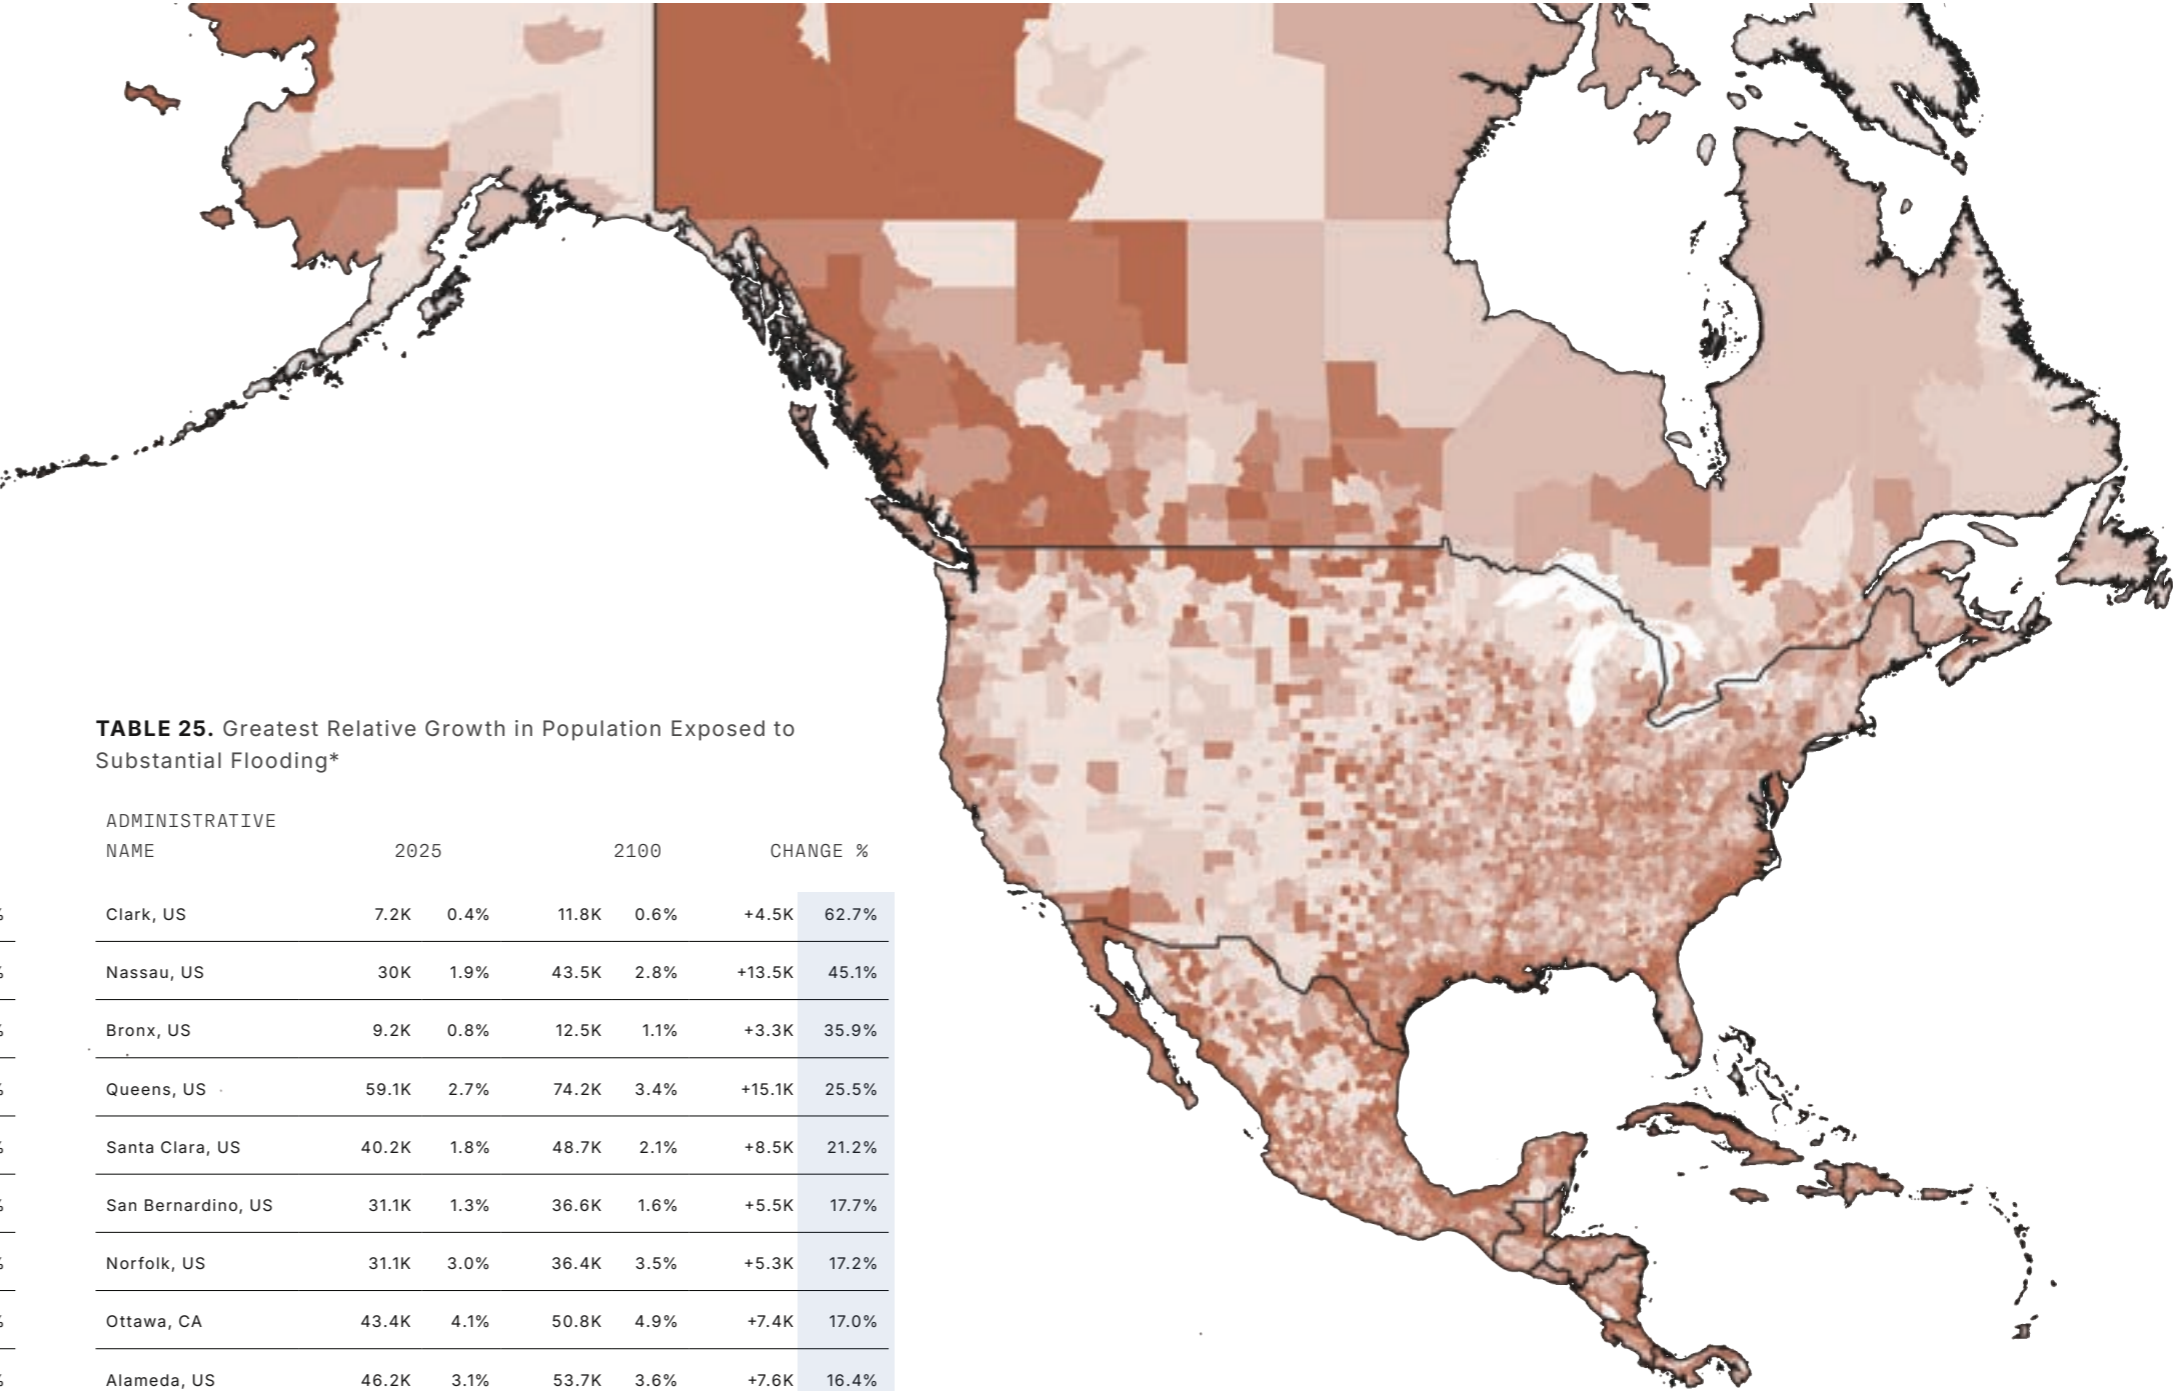 TABLE 25. Greatest Relative Growth in Population Exposed to
Substantial Flooding*
ADMINISTRATIVE
NAME 2025 2100 CHANGE %
% Clark, US 7.2K 0.4% 11.8K 0.6% +4.5K 62.7%
% Nassau, US 30K 1.9% 43.5K 2.8% +13.5K 45.1%
% Bronx, US 9.2K 0.8% 12.5K 1.1% +3.3K 35.9%
% Queens, US 59.1K 2.7% 74.2K 3.4% +15.1K 25.5%
% Santa Clara, US 40.2K 1.8% 48.7K 2.1% +8.5K 21.2%
% San Bernardino, US 31.1K 1.3% 36.6K 1.6% +5.5K 17.7%
% Norfolk, US 31.1K 3.0% 36.4K 3.5% +5.3K 17.2%
% Ottawa, CA 43.4K 4.1% 50.8K 4.9% +7.4K 17.0%
% Alameda, US 46.2K 3.1% 53.7K 3.6% +7.6K 16.4%